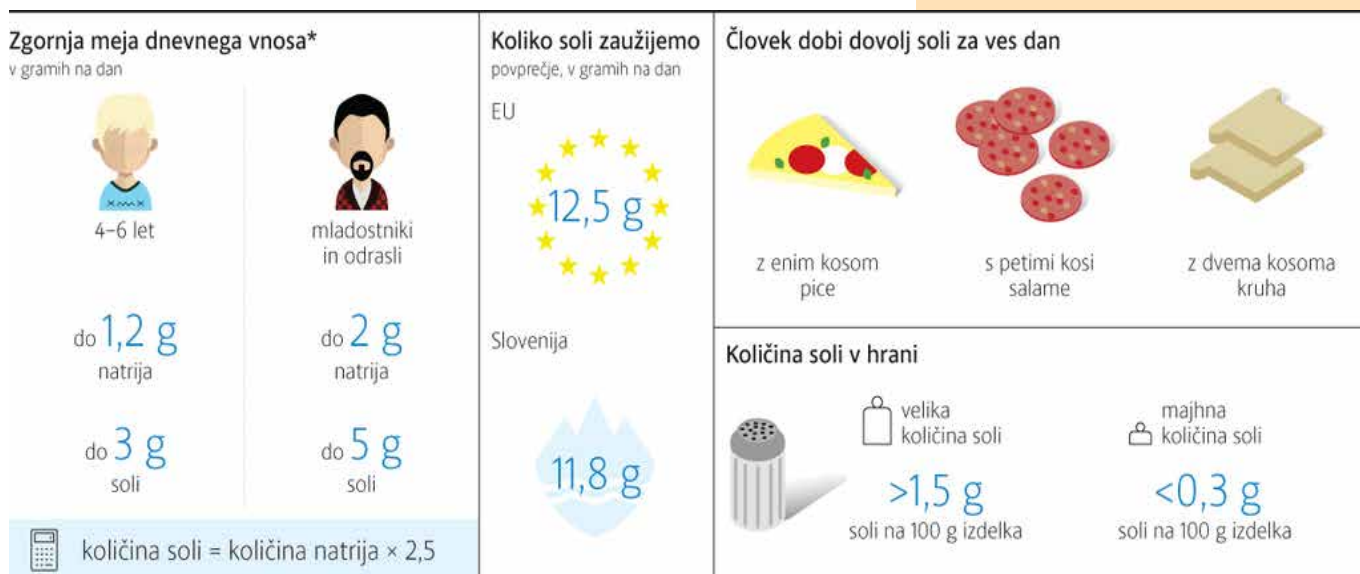 Zgornja meja dnevnega vnosa*
v gramih na dan
4–6 let
mladostniki
in odrasli
do 1,2 g
natrija
do 2 g
natrija
do 3 g
soli
do 5 g
soli
količina soli = količina natrija × 2,5
Koliko soli zaužijemo
povprečje, v gramih na dan
EU
12,5 g
Slovenija
11,8 g
Človek dobi dovolj soli za ves dan
z enim kosom
pice
s petimi kosi
salame
z dvema kosoma
kruha
Količina soli v hrani
velika
količina soli
>1,5 g
soli na 100 g izdelka
majhna
količina soli
<0,3 g
soli na 100 g izdelka